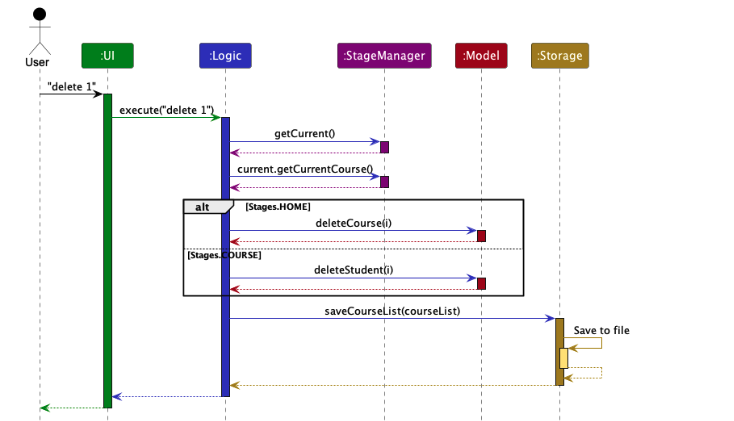 User
:UI
:Logic
:StageManager
:Model
:Storage
"delete 1"
execute("delete 1")
getCurrent()
current.getCurrentCourse()
alt [Stages.HOME]
deleteCourse(i)
[Stages.COURSE]
deleteStudent(i)
saveCourseList(courseList)
Save to file